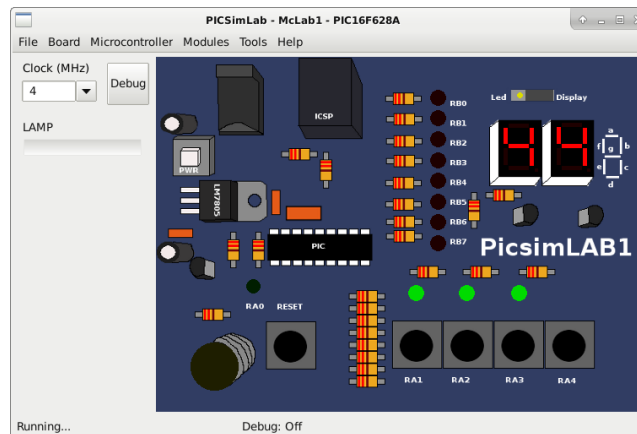 PICSimLab - McLab1 - PIC16F628A
File Board Microcontroller Modules Tools Help
Clock (MHz)
4
Debug
LAMP
PWR
LM7805
ICSP
PIC
RB0
RB1
RB2
RB3
RB4
RB5
RB6
RB7
Led
Display
44
a
f
g
b
e
c
d
PicsimLAB1
RA0
RESET
RA1
RA2
RA3
RA4
Running...
Debug: Off